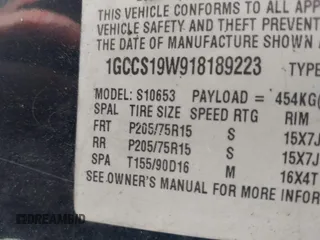 THIS VEHICLE CONFORMS TO ALL APP
VEHICLE SAFETY AND THEFT PREVENT
THE DATE OF MANUFACTURE SHOWN A
1GCCS19W918189223 TYPE
MODEL: S10653 PAYLOAD = 454KG(
SPAL TIRE SIZE SPEED RTG RIM
FRT P205/75R15 S 15X7J
RR P205/75R15 S 15X7J
SPA T155/90D16 M 16X4T
SEE OWNER'S MANUAL FOR MORE INFORM
© DREAMBID